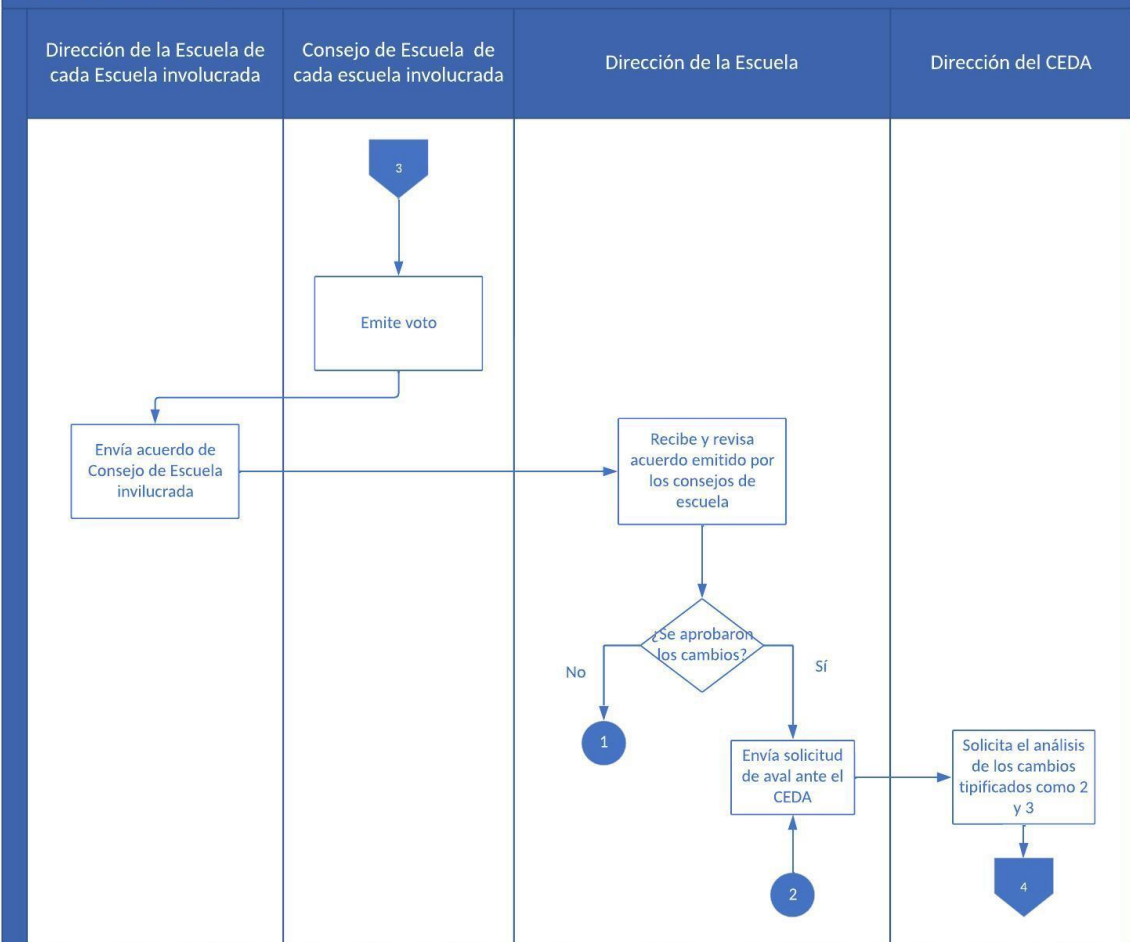 Dirección de la Escuela de
cada Escuela involucrada
Consejo de Escuela de
cada escuela involucrada
Dirección de la Escuela
Dirección del CEDA
3
Emite voto
Envía acuerdo de
Consejo de Escuela
invilucrada
Recibe y revisa
acuerdo emitido por
los consejos de
escuela
¿Se aprobaron
los cambios?
No
Sí
1
Envía solicitud
de aval ante el
CEDA
Solicita el análisis
de los cambios
tipificados como 2
y 3
2
4